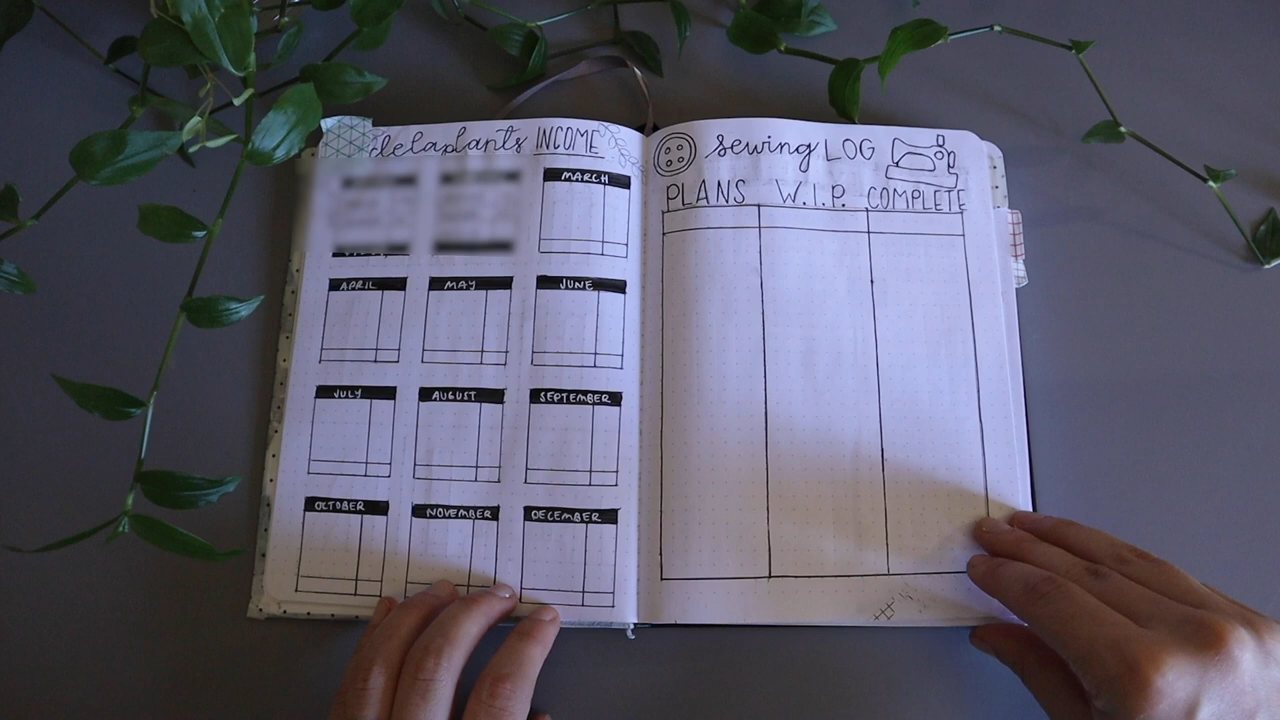 delaplants INCOME
MARCH
APRIL MAY JUNE
JULY AUGUST SEPTEMBER
OCTOBER NOVEMBER DECEMBER
sewing LOG
PLANS W.I.P. COMPLETE